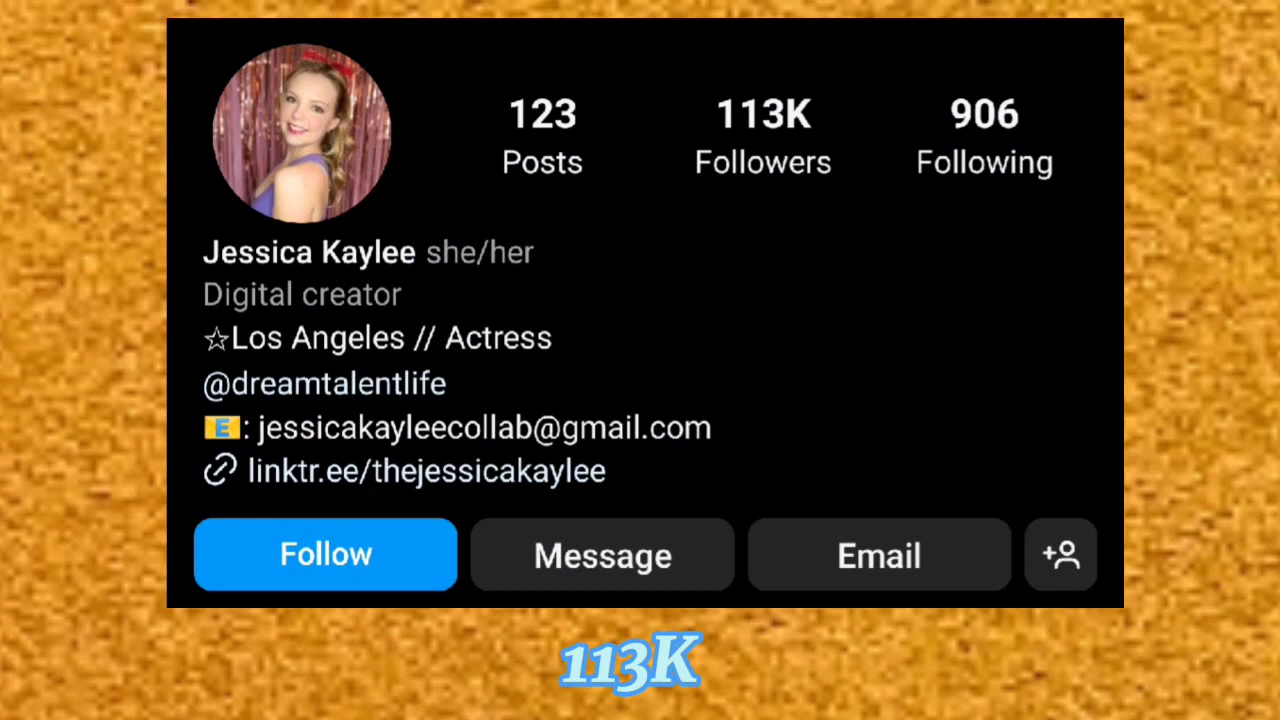 123 113K 906
Posts Followers Following
Jessica Kaylee she/her
Digital creator
☆Los Angeles // Actress
@dreamtalentlife
📧: jessicakayleecollab@gmail.com
linktr.ee/thejessicakaylee
Follow Message Email
113K